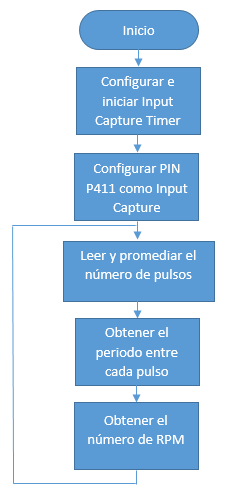 Inicio
Configurar e
iniciar Input
Capture Timer
Configurar PIN
P411 como Input
Capture
Leer y promediar el
número de pulsos
Obtener el
periodo entre
cada pulso
Obtener el
número de RPM